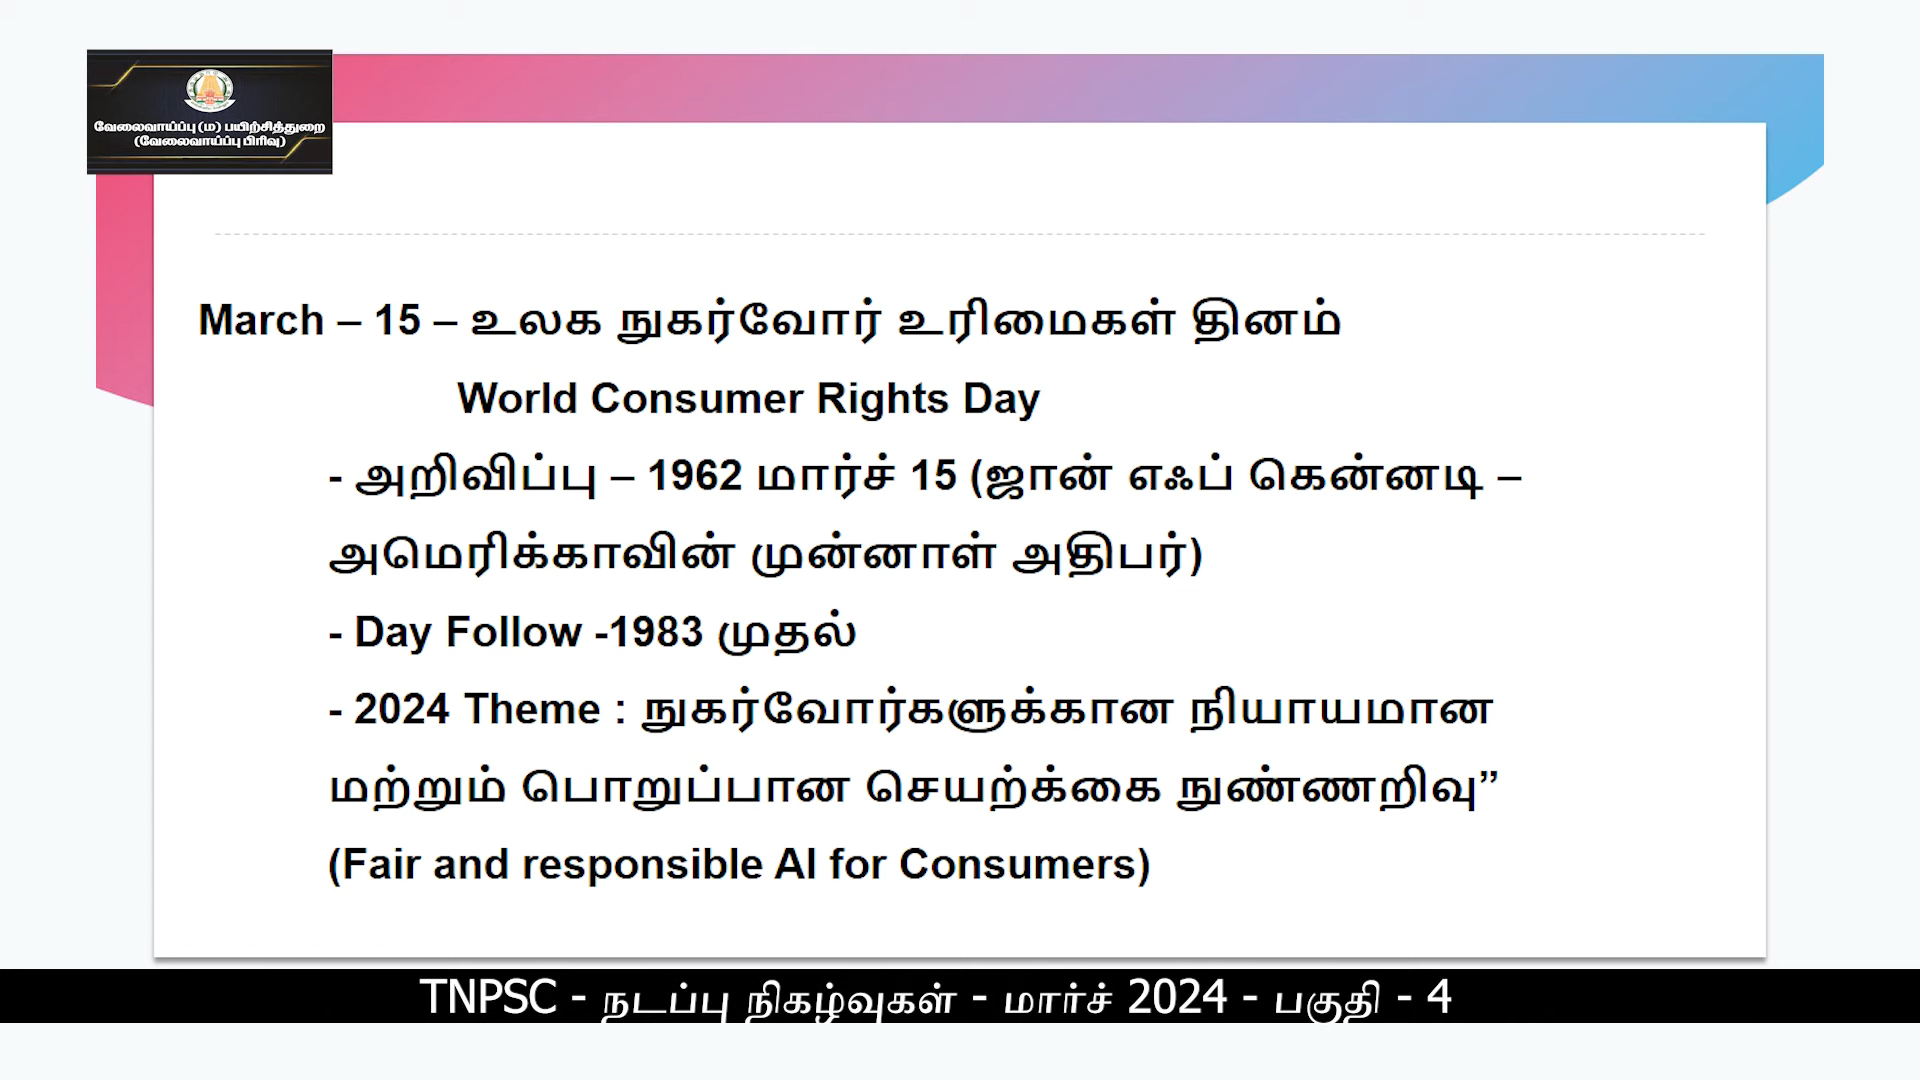 வேலைவாய்ப்பு (ம) பயிற்சித்துறை
(வேலைவாய்ப்பு பிரிவு)
March – 15 – உலக நுகர்வோர் உரிமைகள் தினம்
World Consumer Rights Day
- அறிவிப்பு – 1962 மார்ச் 15 (ஜான் எஃப் கென்னடி –
அமெரிக்காவின் முன்னாள் அதிபர்)
- Day Follow -1983 முதல்
- 2024 Theme : நுகர்வோர்களுக்கான நியாயமான
மற்றும் பொறுப்பான செயற்க்கை நுண்ணறிவு”
(Fair and responsible AI for Consumers)
TNPSC - நடப்பு நிகழ்வுகள் - மார்ச் 2024 - பகுதி - 4